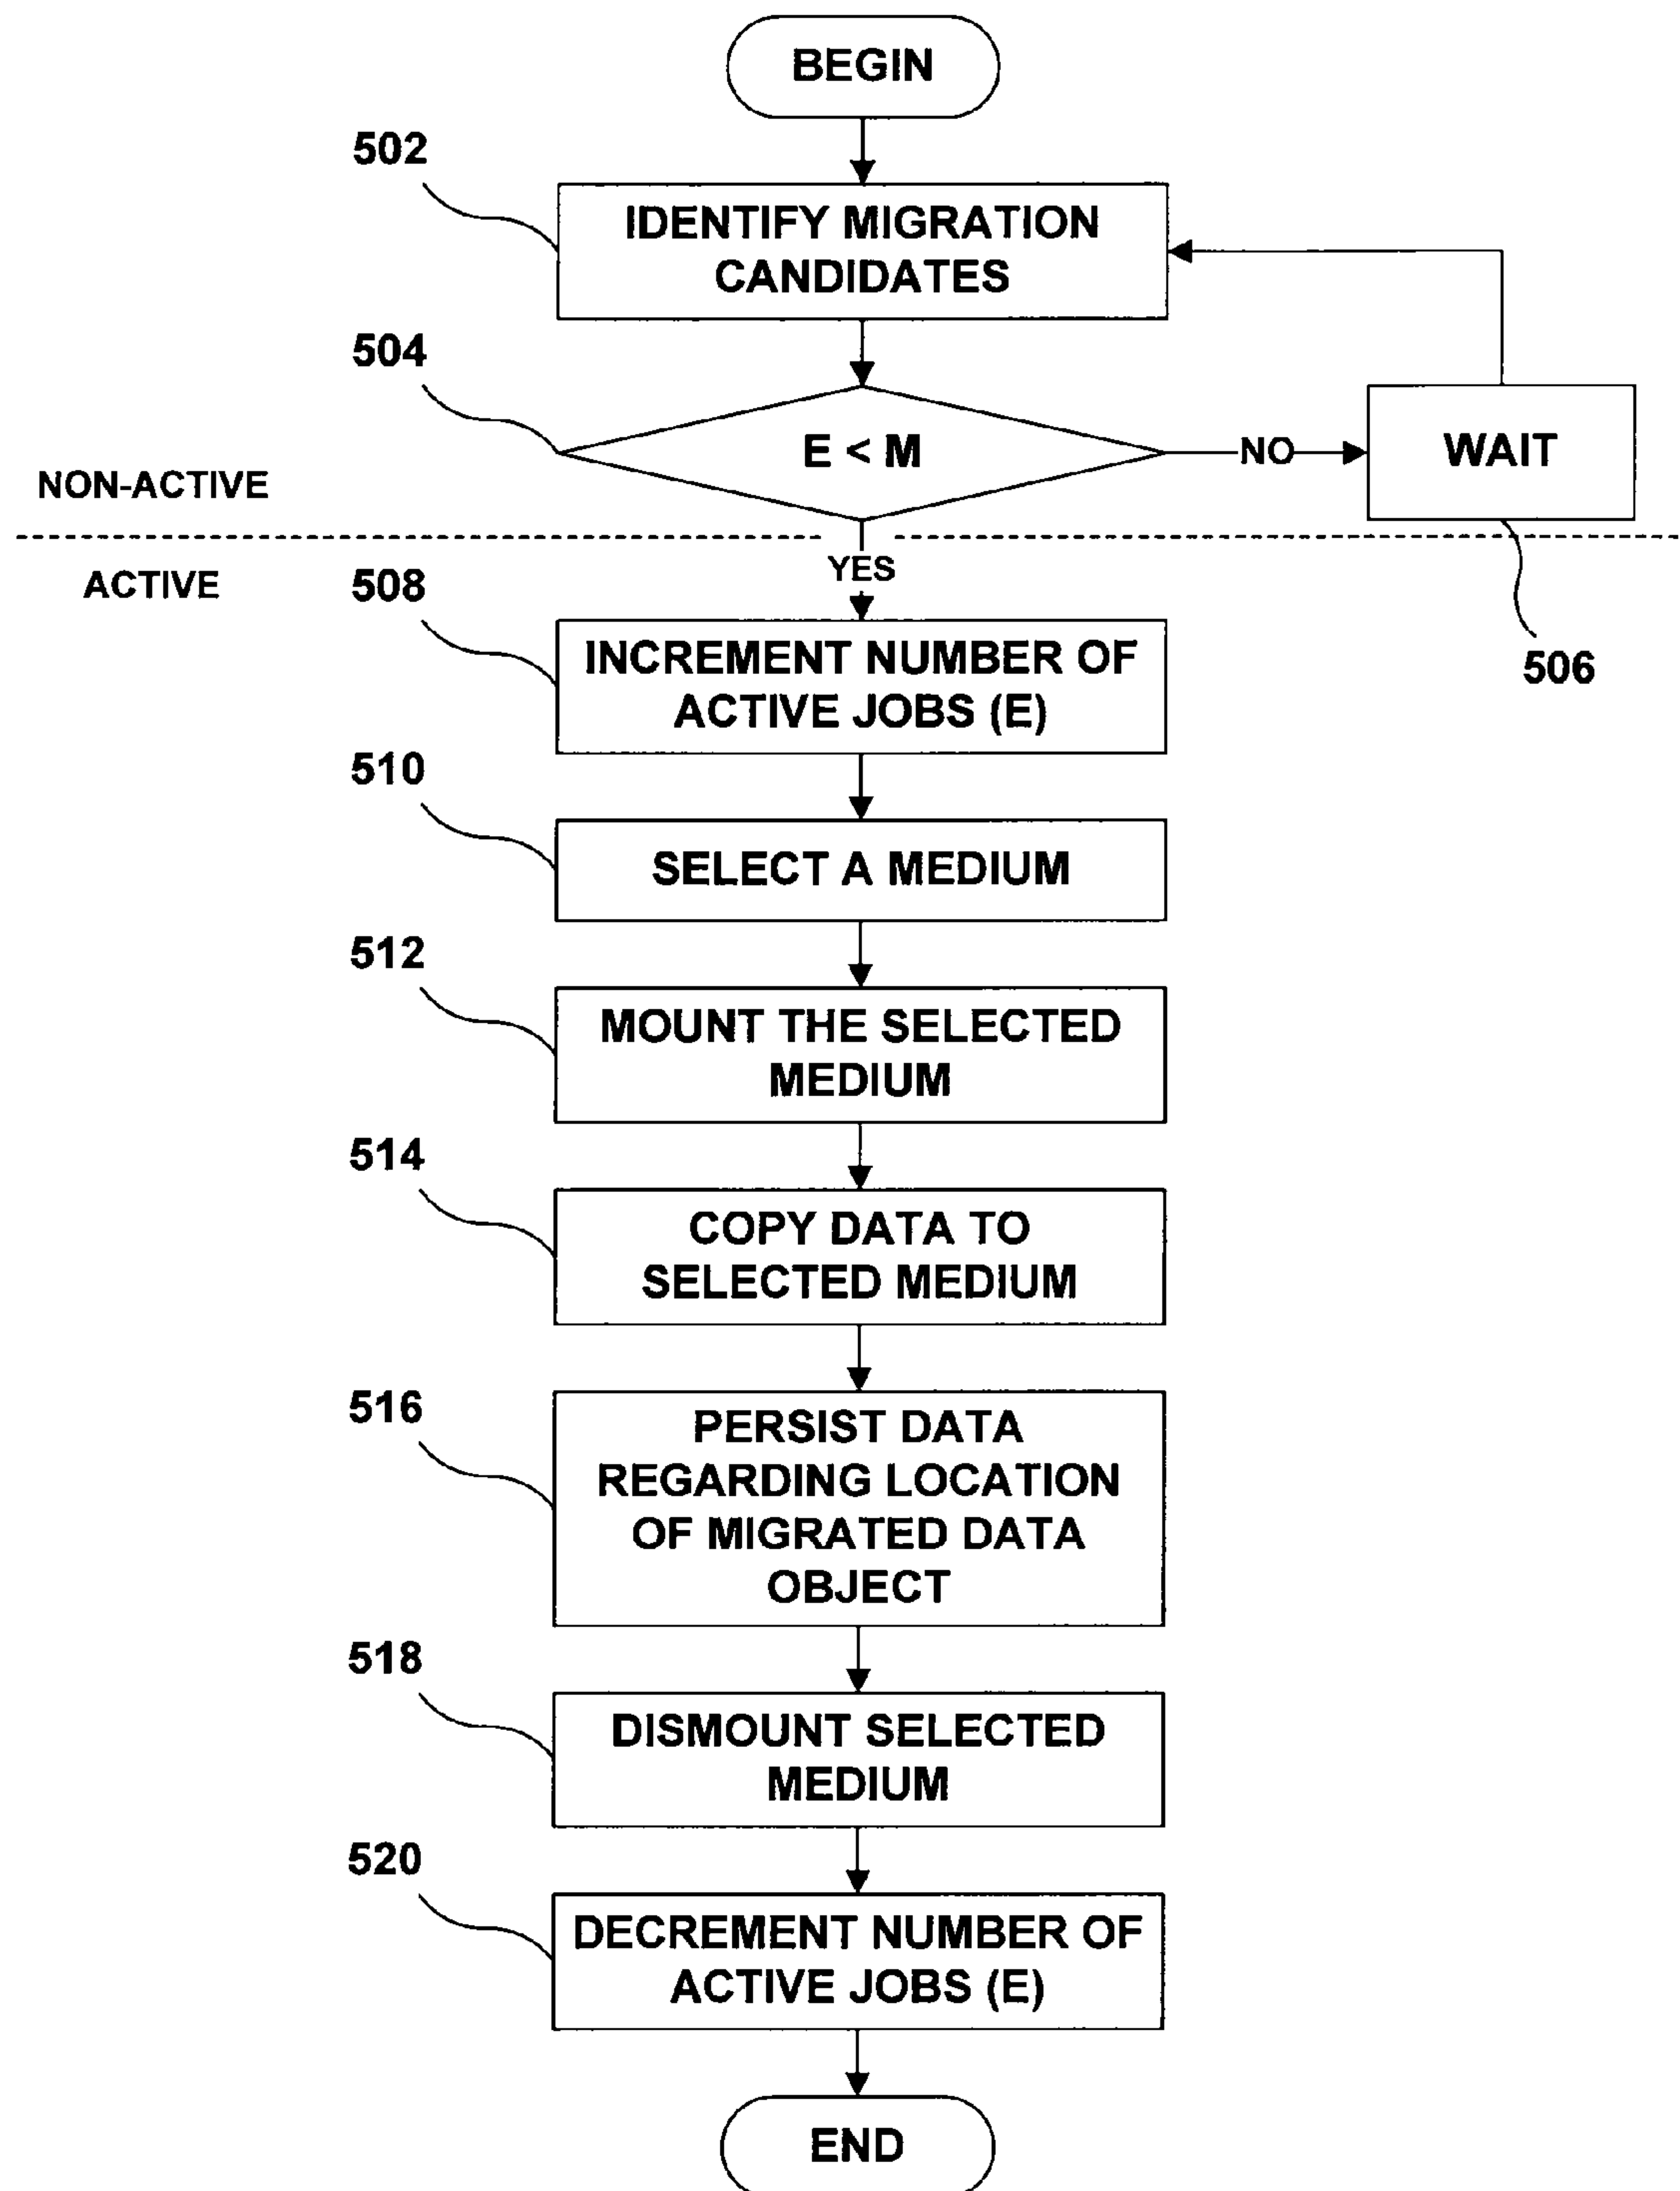 BEGIN
502
IDENTIFY MIGRATION
CANDIDATES
504
E < M
NO
WAIT
NON-ACTIVE
ACTIVE
YES
506
508
INCREMENT NUMBER OF
ACTIVE JOBS (E)
510
SELECT A MEDIUM
512
MOUNT THE SELECTED
MEDIUM
514
COPY DATA TO
SELECTED MEDIUM
516
PERSIST DATA
REGARDING LOCATION
OF MIGRATED DATA
OBJECT
518
DISMOUNT SELECTED
MEDIUM
520
DECREMENT NUMBER OF
ACTIVE JOBS (E)
END